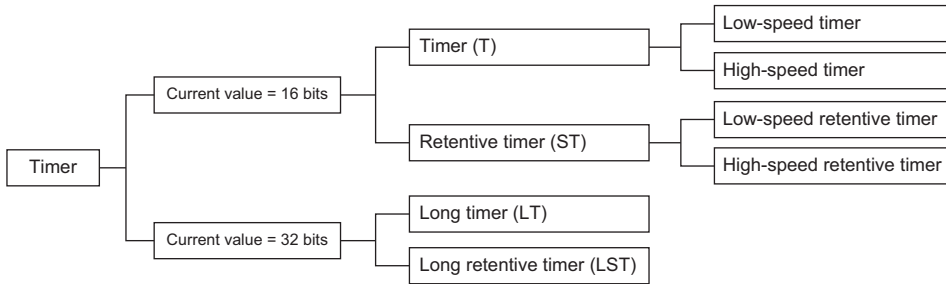 Timer
Current value = 16 bits
Timer (T)
Low-speed timer
High-speed timer
Retentive timer (ST)
Low-speed retentive timer
High-speed retentive timer
Current value = 32 bits
Long timer (LT)
Long retentive timer (LST)